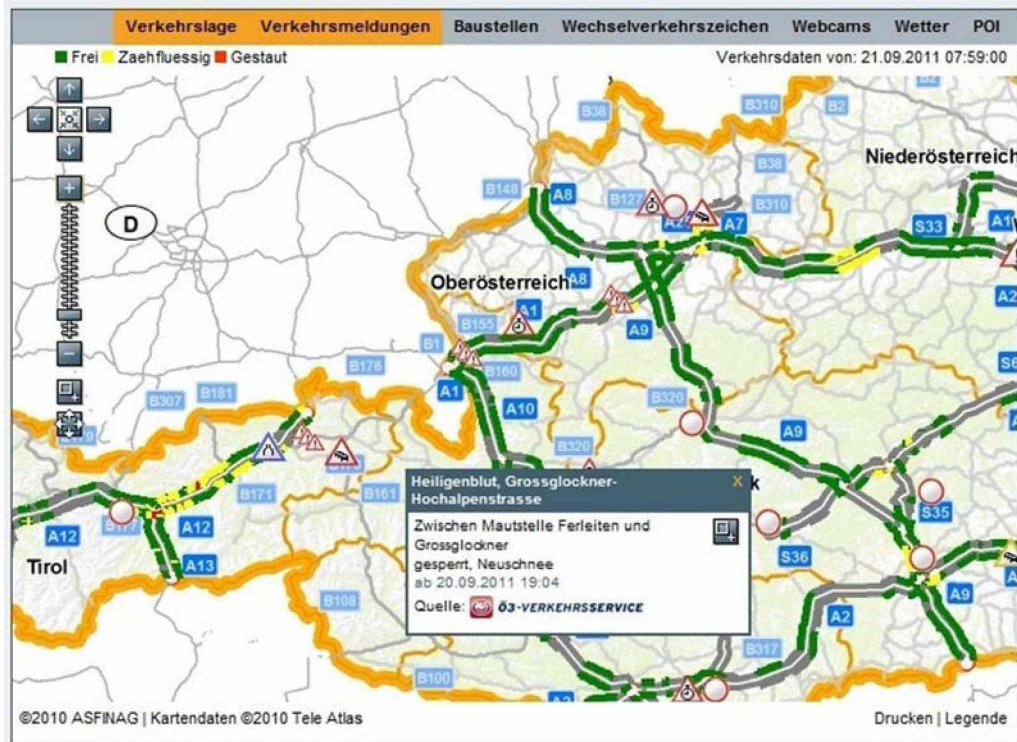 Verkehrslage Verkehrsmeldungen Baustellen Wechselverkehrszeichen Webcams Wetter POI
Frei Zaehfluessig Gestaut Verkehrsdaten von: 21.09.2011 07:59:00
B38 B310 B2 B2
Niederösterreich
B38
B148 A8 B127 B310
D
A7 S33 A1
Oberösterreich A8
A2
B155 A1 A9
B1 B160
B176 A1 S6
B307 B181 A10 B320
A9
B320
Heiligenblut, Grossglockner- X
Hochalpenstrasse
B171 B161
Zwischen Mautstelle Ferleiten und
Grossglockner
gesperrt, Neuschnee
ab 20.09.2011 19:04
Quelle: Ö3-VERKEHRSSERVICE
S35
A12 B177 A12 S36
Tirol A13
B108 A9
A2
B317
B100
A2
©2010 ASFINAG | Kartendaten ©2010 Tele Atlas Drucken | Legende